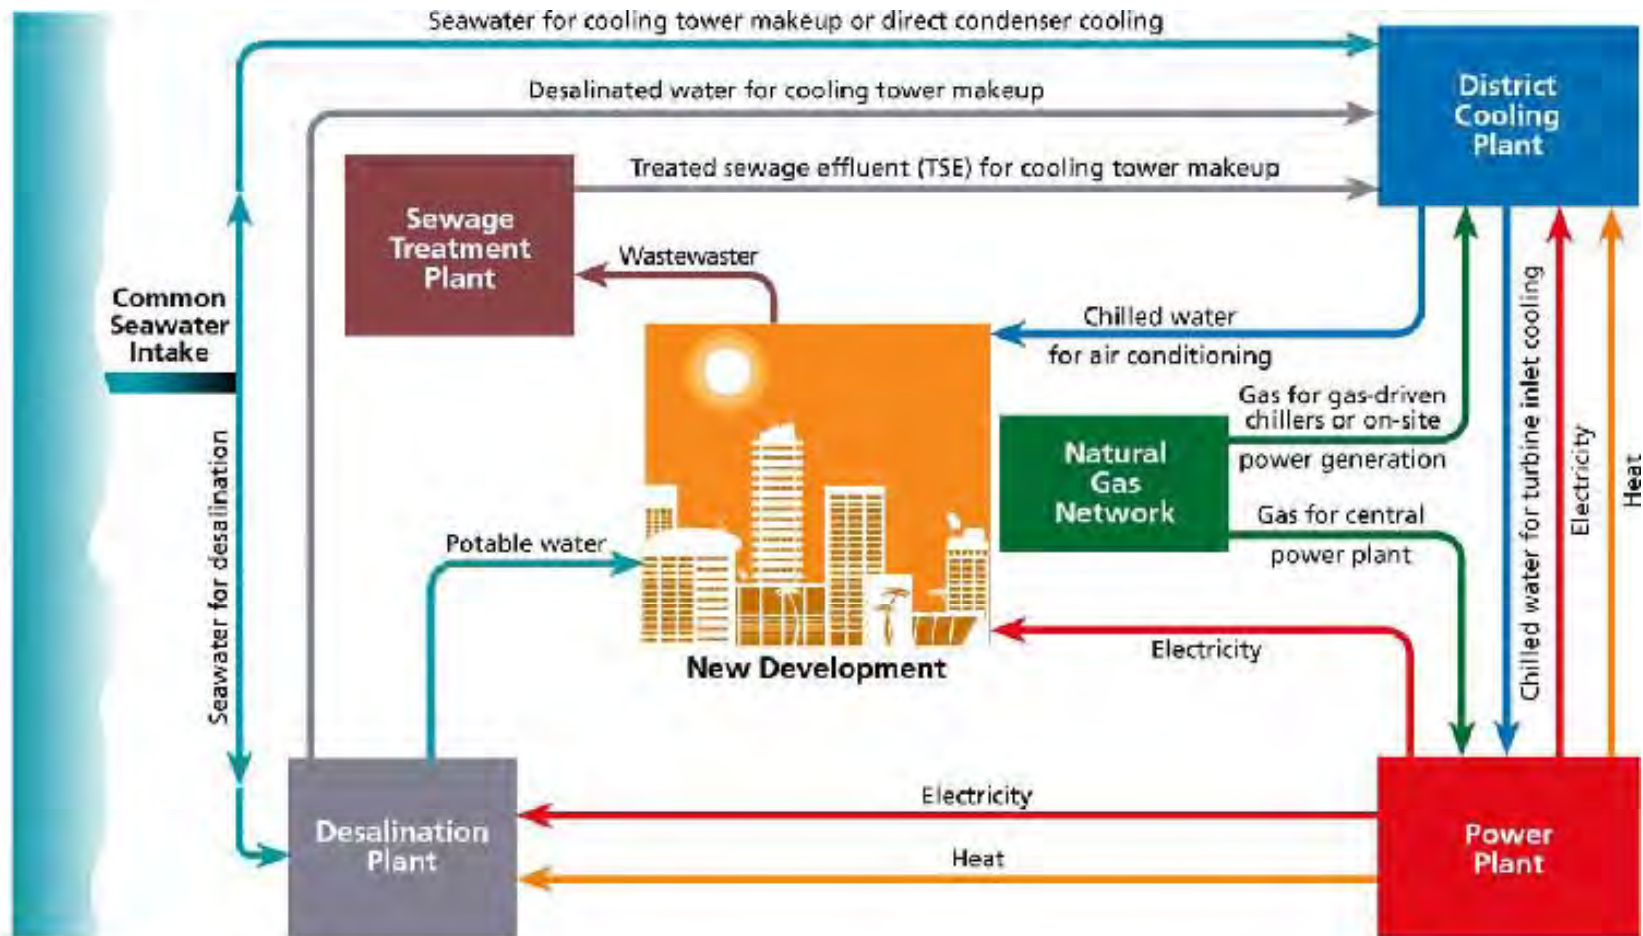 Seawater for cooling tower makeup or direct condenser cooling
District
Cooling
Plant
Desalinated water for cooling tower makeup
Treated sewage effluent (TSE) for cooling tower makeup
Sewage
Treatment
Plant
Wastewaster
Common
Seawater
Intake
Chilled water
for air conditioning
Gas for gas-driven
chillers or on-site
power generation
Natural
Gas
Network
Gas for central
power plant
Chilled water for turbine inlet cooling
Electricity
Heat
Seawater for desalination
Potable water
New Development
Electricity
Desalination
Plant
Electricity
Heat
Power
Plant